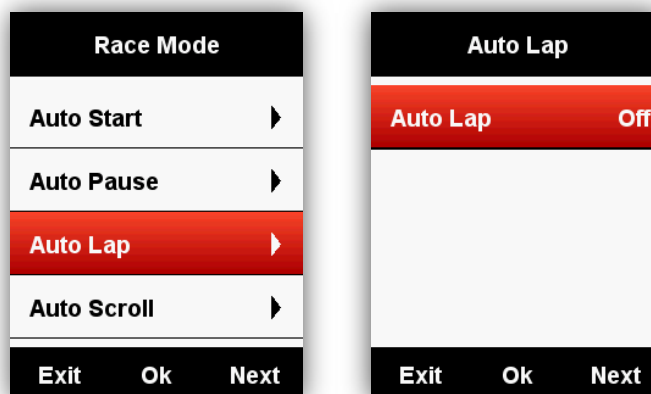 Race Mode
Auto Start
Auto Pause
Auto Lap
Auto Scroll
Exit Ok Next
Auto Lap
Auto Lap Off
Exit Ok Next